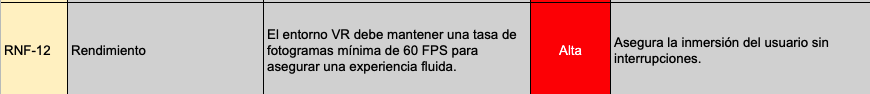 RNF-12
Rendimiento
El entorno VR debe mantener una tasa de
fotogramas mínima de 60 FPS para
asegurar una experiencia fluida.
Alta
Asegura la inmersión del usuario sin
interrupciones.